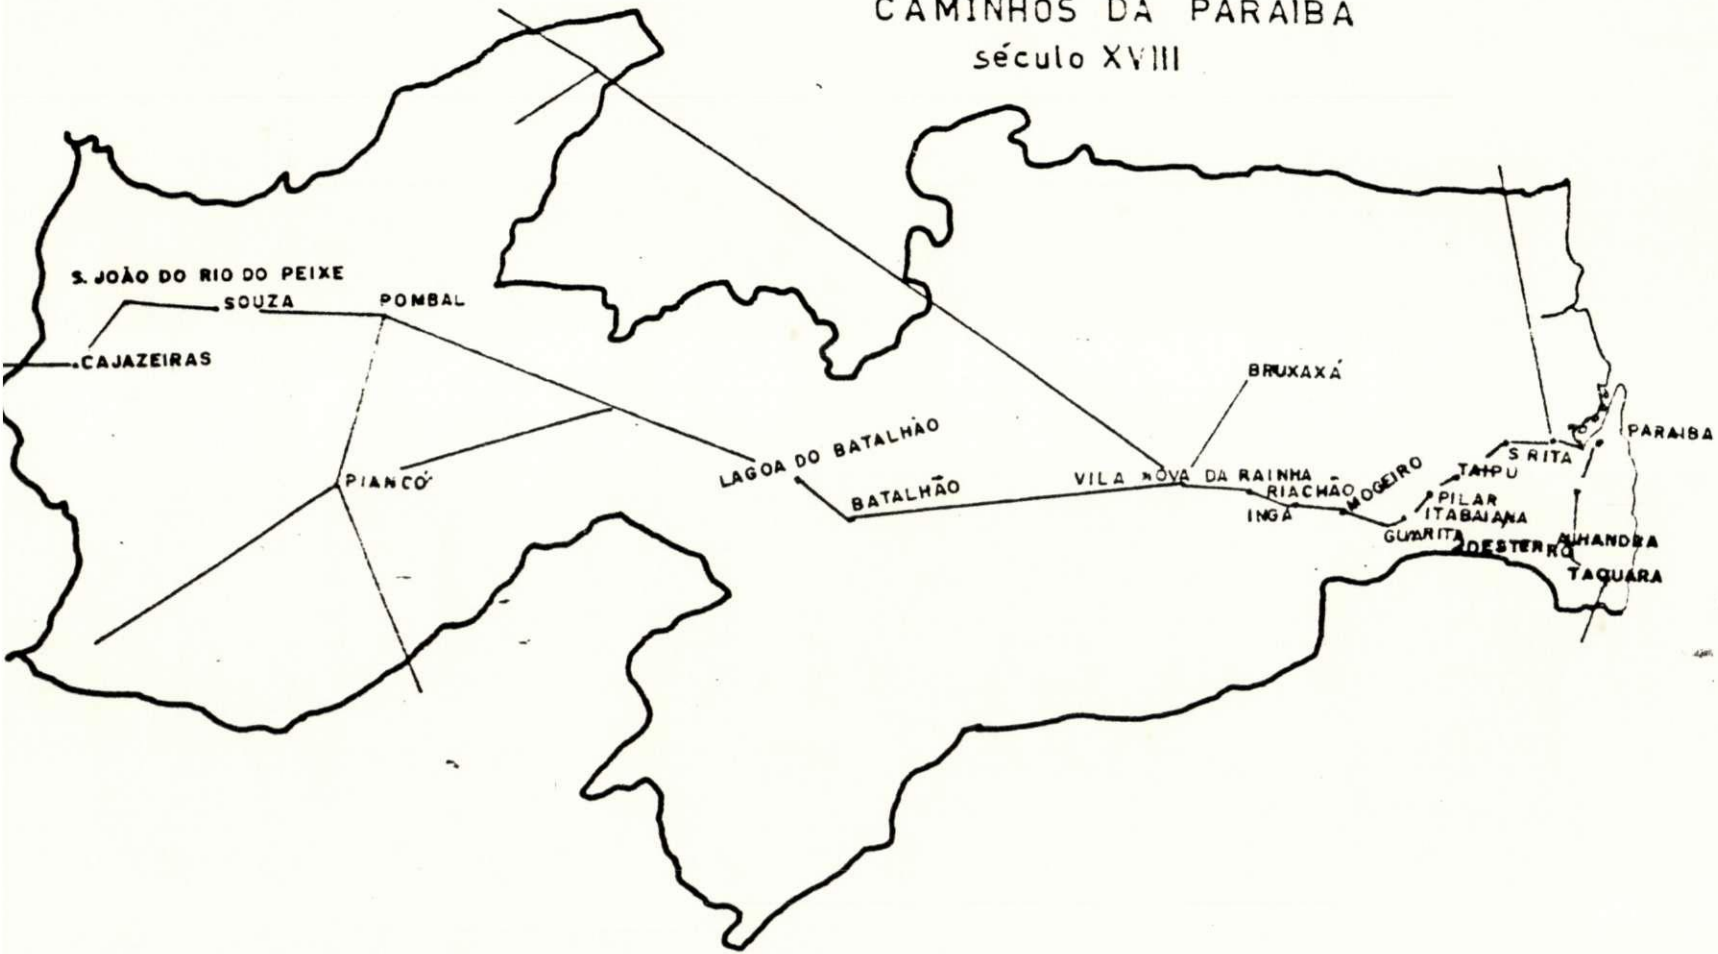 CAMINHOS DA PARAIBA
século XVIII
S. JOÃO DO RIO DO PEIXE
SOUZA
POMBAL
CAJAZEIRAS
BRUXAXÁ
PIANCÓ
LAGOA DO BATALHÃO
BATALHÃO
VILA NOVA DA RAINHA
RIACHÃO
INGÁ
MOGEIRO
GUARITA
ITABAIANA
PILAR
TAIPU
S RITA
PARAIBA
DESTERRO
ALHANDRA
TAQUARA